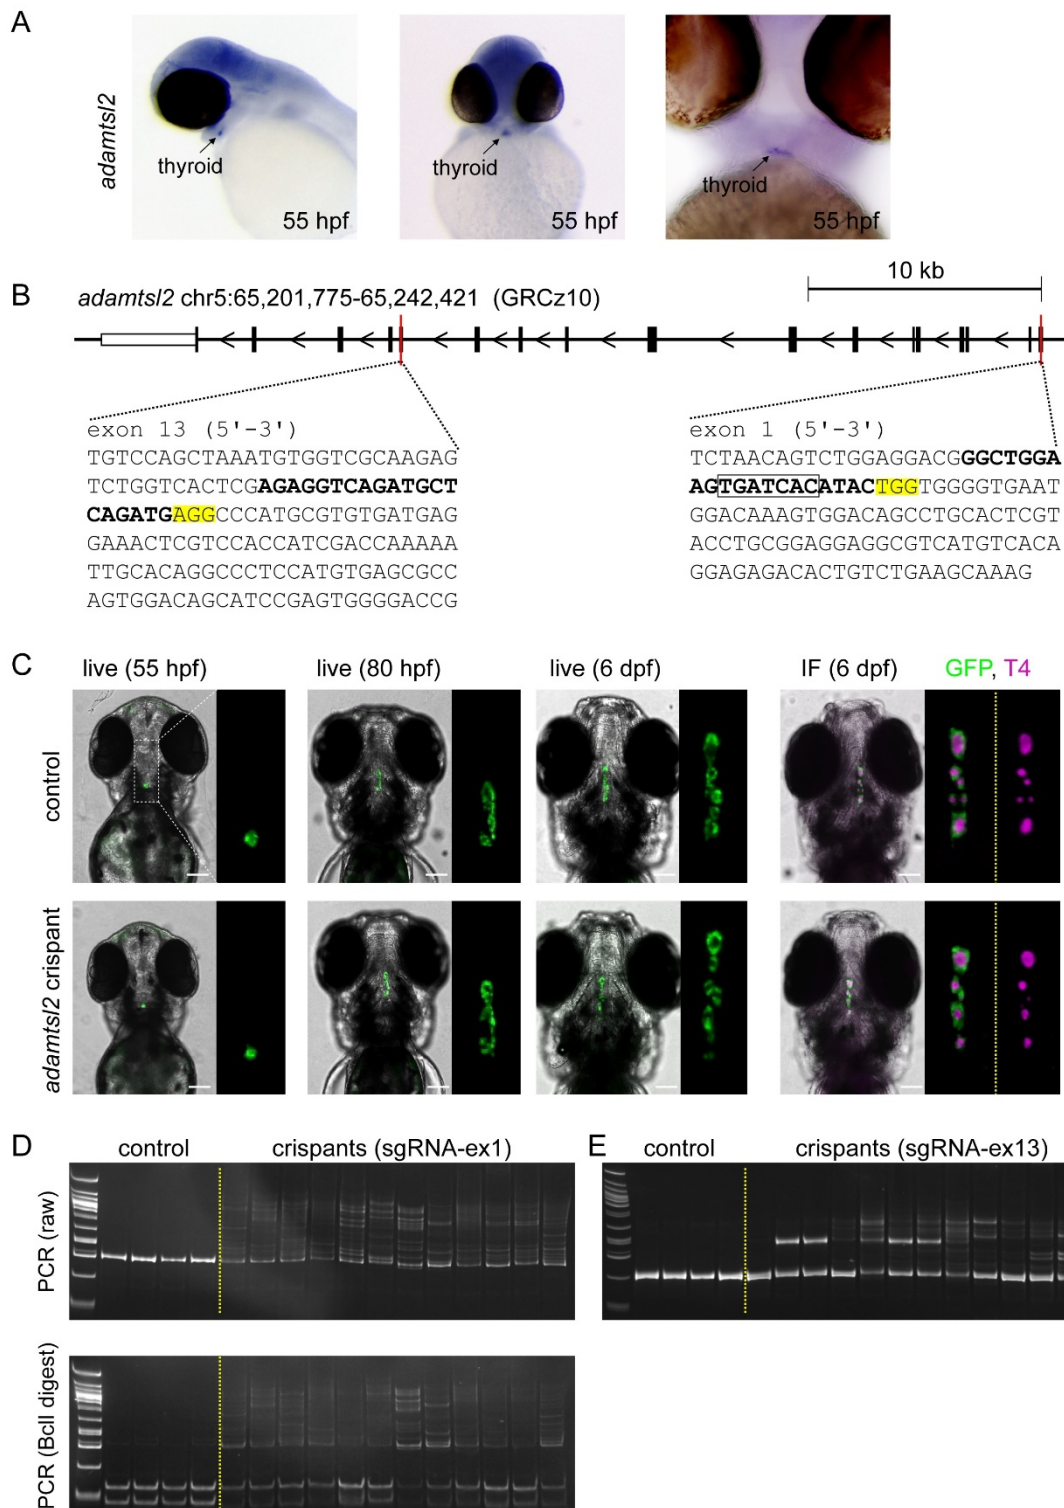 A
adamtsl2
thyroid
55 hpf
thyroid
55 hpf
thyroid
55 hpf
B
adamtsl2 chr5:65,201,775-65,242,421 (GRCz10)
10 kb
exon 13 (5'-3')
TGTCCAGCTAAATGTGGTCGCAAGAG
TCTGGTCACTCGAGAGGTCAGATGCT
CAGATGAGGCCCATGCGTGTGATGAG
GAAACTCGTCCACCATCGACCAAAAA
TTGCACAGGCCCTCCATGTGAGCGCC
AGTGGACAGCATCCGAGTGGGGACCG
exon 1 (5'-3')
TCTAACAGTCTGGAGGACGGGCTGGA
AGTGATCACATACTGGTGGGGTGAAT
GGACAAAGTGGACAGCCTGCACTCGT
ACCTGCGGAGGAGGCGTCATGTCACA
GGAGAGACACTGTCTGAAGCAAAG
C
live (55 hpf)
live (80 hpf)
live (6 dpf)
IF (6 dpf)
GFP, T4
control
adamtsl2 crispant
D
control
crispants (sgRNA-ex1)
PCR (raw)
PCR (BclI digest)
E
control
crispants (sgRNA-ex13)